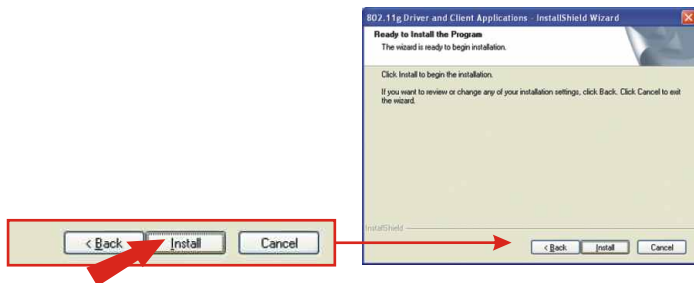 802.11g Driver and Client Applications - InstallShield Wizard
Ready to Install the Program
The wizard is ready to begin installation.
Click Install to begin the installation.
If you want to review or change any of your installation settings, click Back. Click Cancel to exit
the wizard.
InstallShield
< Back Install Cancel
< Back Install Cancel